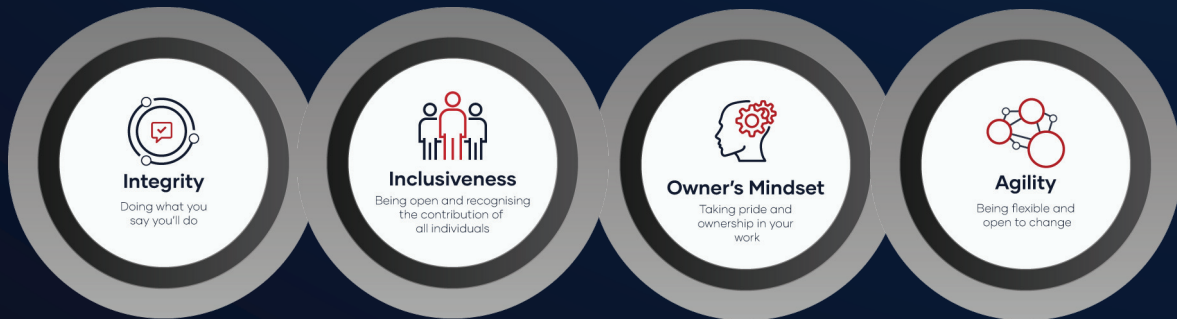 Integrity
Doing what you
say you'll do
Inclusiveness
Being open and recognising
the contribution of
all individuals
Owner's Mindset
Taking pride and
ownership in your
work
Agility
Being flexible and
open to change